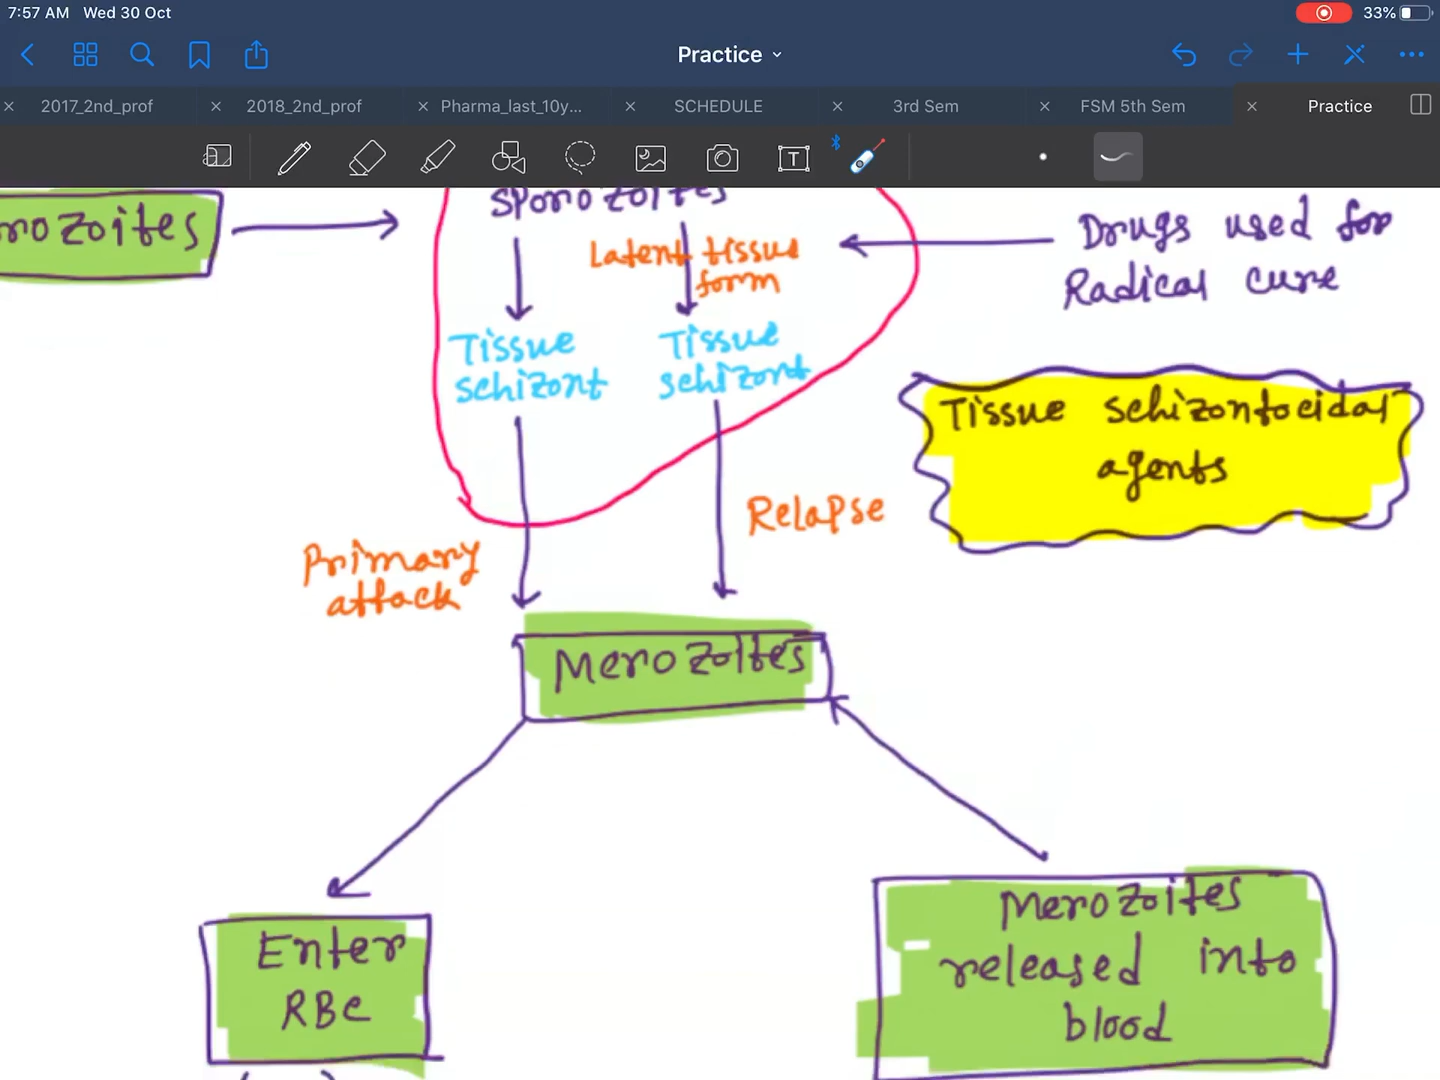 7:57 AM Wed 30 Oct
33%
Practice
2017_2nd_prof
2018_2nd_prof
Pharma_last_10y...
SCHEDULE
3rd Sem
FSM 5th Sem
Practice
T
rozoites
Sporozoites
Drugs used for
Radical cure
Latent tissue
form
Tissue
schizont
Tissue
schizont
Tissue schizontocidal
agents
Relapse
Primary
attack
Merozoites
Enter
RBC
Merozoites
released into
blood